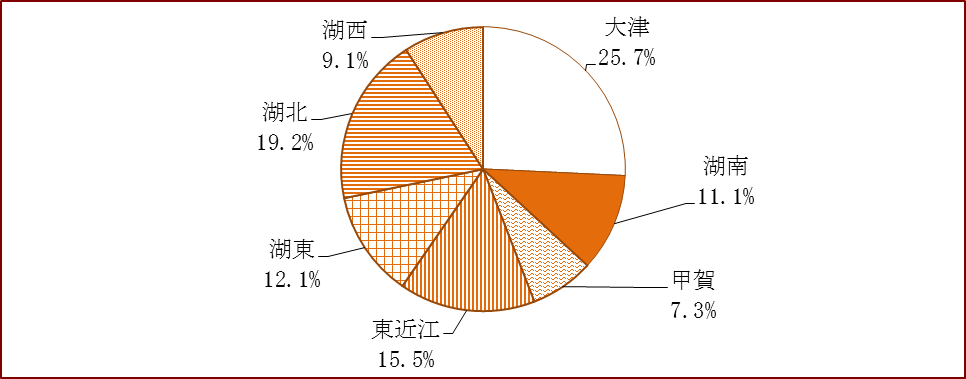 大津
25.7%
湖南
11.1%
甲賀
7.3%
東近江
15.5%
湖東
12.1%
湖北
19.2%
湖西
9.1%